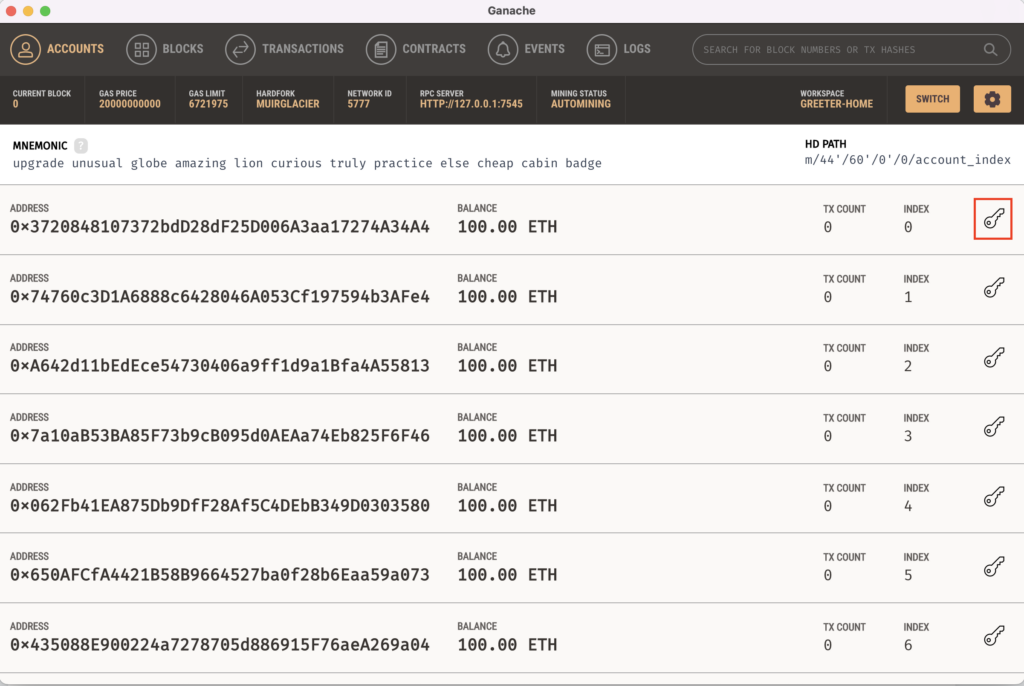 Ganache
ACCOUNTS BLOCKS TRANSACTIONS CONTRACTS EVENTS LOGS SEARCH FOR BLOCK NUMBERS OR TX HASHES
CURRENT BLOCK GAS PRICE GAS LIMIT HARDFORK NETWORK ID RPC SERVER MINING STATUS WORKSPACE
0 20000000000 6721975 MUIRGLACIER 5777 HTTP://127.0.0.1:7545 AUTOMINING GREETER-HOME SWITCH
MNEMONIC ? HD PATH
upgrade unusual globe amazing lion curious truly practice else cheap cabin badge m/44'/60'/0'/0/account_index
ADDRESS BALANCE TX COUNT INDEX
0×3720848107372bdD28dF25D006A3aa17274A34A4 100.00 ETH 0 0
ADDRESS BALANCE TX COUNT INDEX
0×74760c3D1A6888c6428046A053Cf197594b3AFe4 100.00 ETH 0 1
ADDRESS BALANCE TX COUNT INDEX
0×A642d11bEdEce54730406a9ff1d9a1Bfa4A55813 100.00 ETH 0 2
ADDRESS BALANCE TX COUNT INDEX
0×7a10aB53BA85F73b9cB095d0AEAa74Eb825F6F46 100.00 ETH 0 3
ADDRESS BALANCE TX COUNT INDEX
0×062Fb41EA875Db9DfF28Af5C4DEbB349D0303580 100.00 ETH 0 4
ADDRESS BALANCE TX COUNT INDEX
0×650AFCfA4421B58B9664527ba0f28b6Eaa59a073 100.00 ETH 0 5
ADDRESS BALANCE TX COUNT INDEX
0×435088E900224a7278705d886915F76aeA269a04 100.00 ETH 0 6